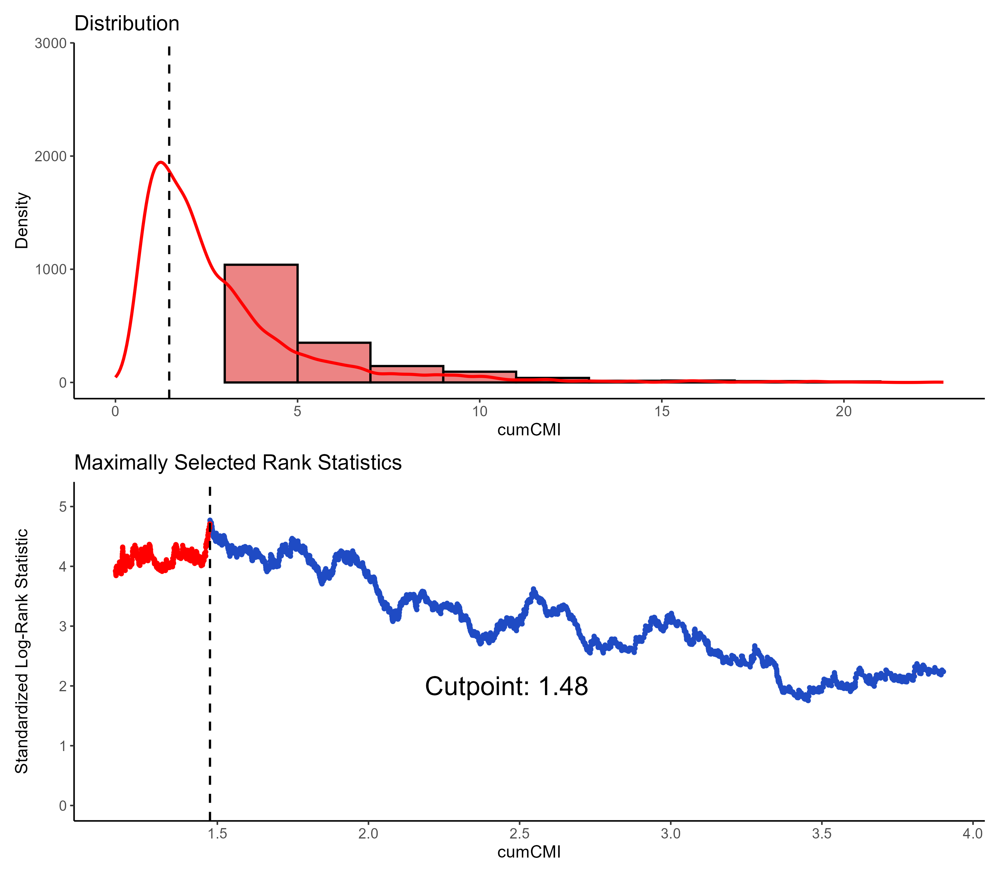 Distribution
3000
2000
1000
0
Density
0 5 10 15 20
cumCMI
Maximally Selected Rank Statistics
5
4
3
2
1
0
Standardized Log-Rank Statistic
Cutpoint: 1.48
1.5 2.0 2.5 3.0 3.5 4.0
cumCMI